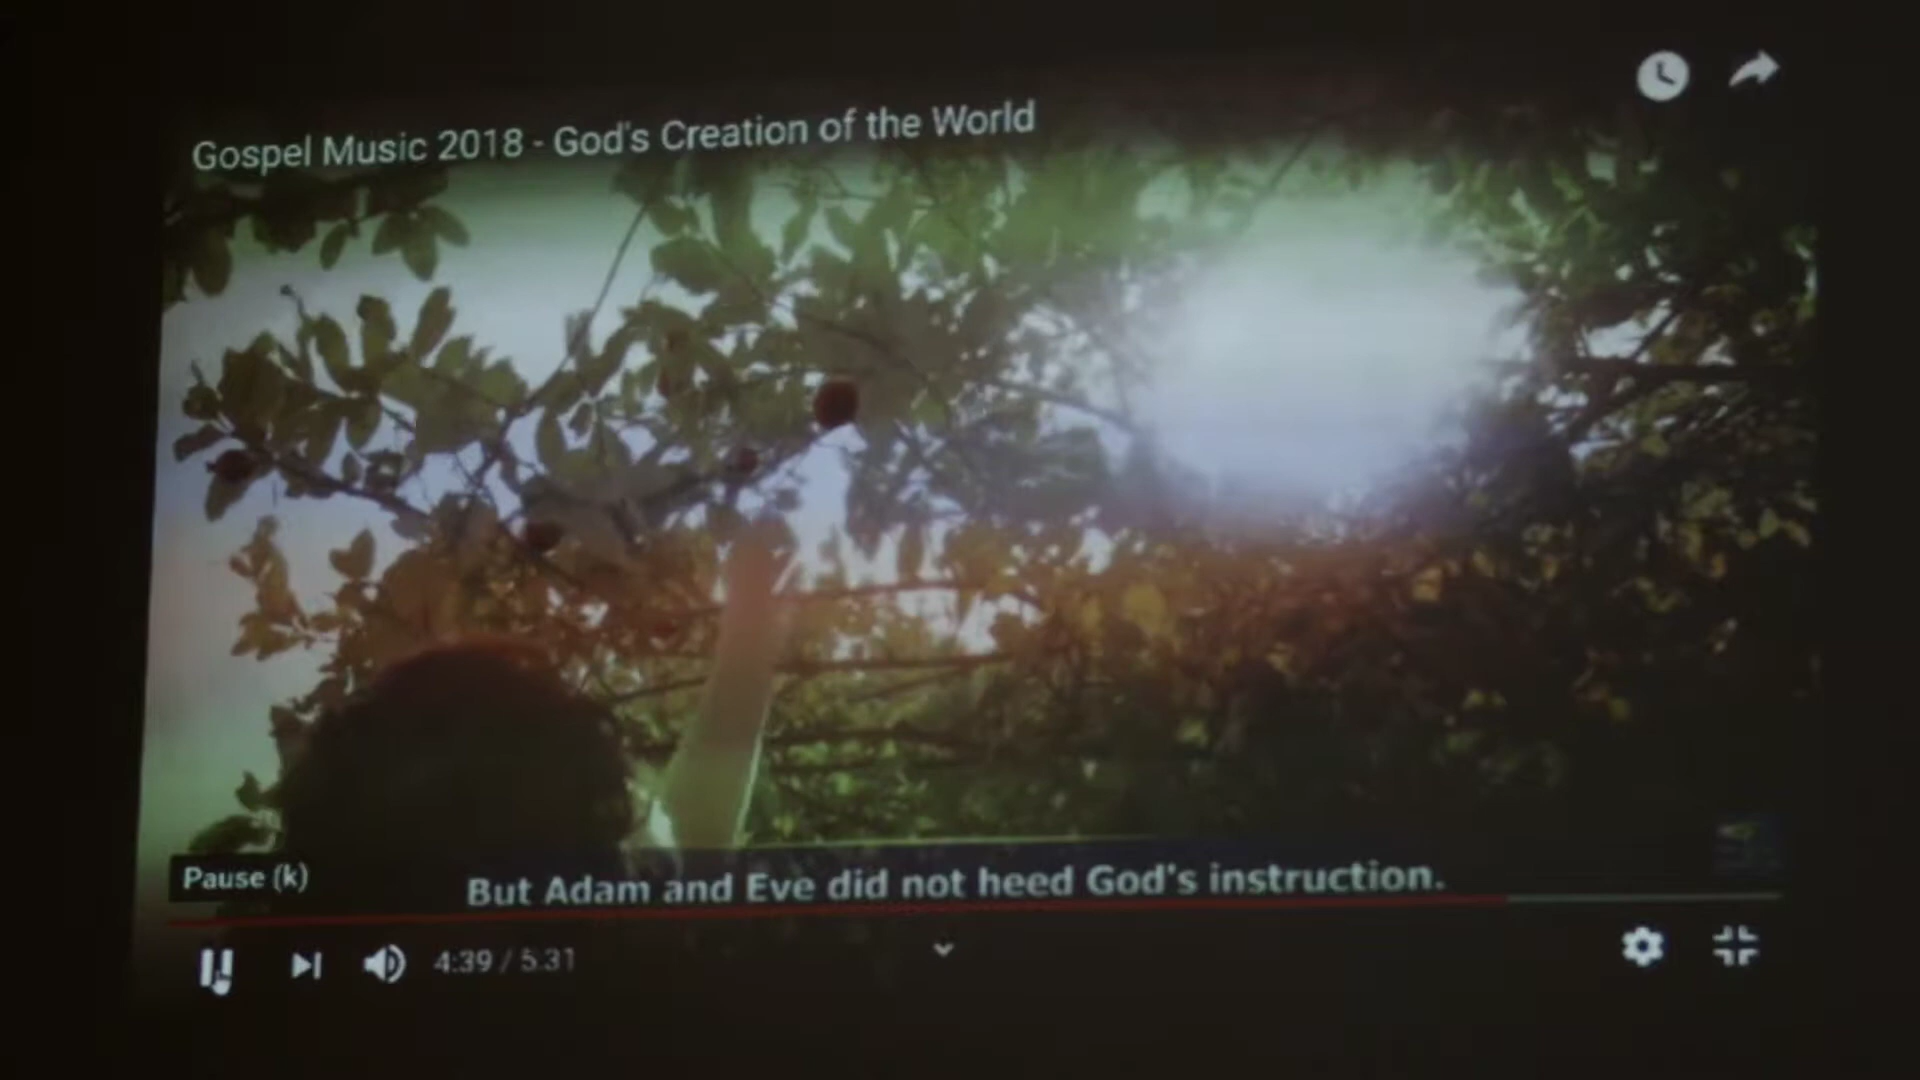 Gospel Music 2018 - God's Creation of the World
Pause (k)
But Adam and Eve did not heed God's instruction.
4:39 / 5:31